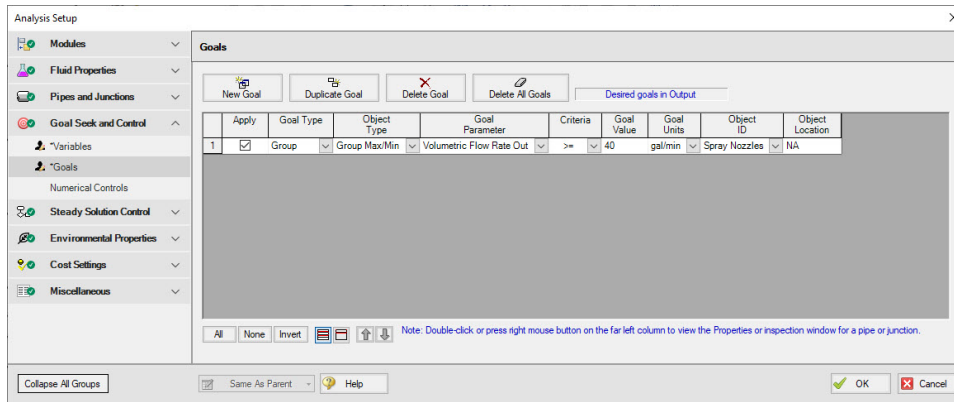 Analysis Setup
Modules
Fluid Properties
Pipes and Junctions
Goal Seek and Control
*Variables
*Goals
Numerical Controls
Steady Solution Control
Environmental Properties
Cost Settings
Miscellaneous
Goals
New Goal Duplicate Goal Delete Goal Delete All Goals Desired goals in Output
Apply Goal Type Object Type Goal Parameter Criteria Goal Value Goal Units Object ID Object Location
1 Group Group Max/Min Volumetric Flow Rate Out >= 40 gal/min Spray Nozzles NA
All None Invert Note: Double-click or press right mouse button on the far left column to view the Properties or inspection window for a pipe or junction.
Collapse All Groups Same As Parent Help OK Cancel